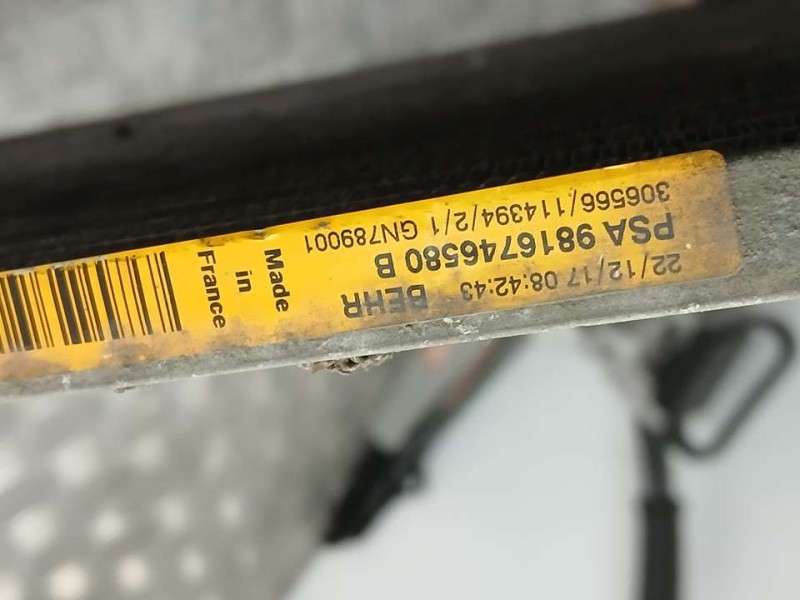 22/12/17 08:42:43 BEHR
PSA 9816746580 B
306566/114394/2/1 GN789001
Made
in
France